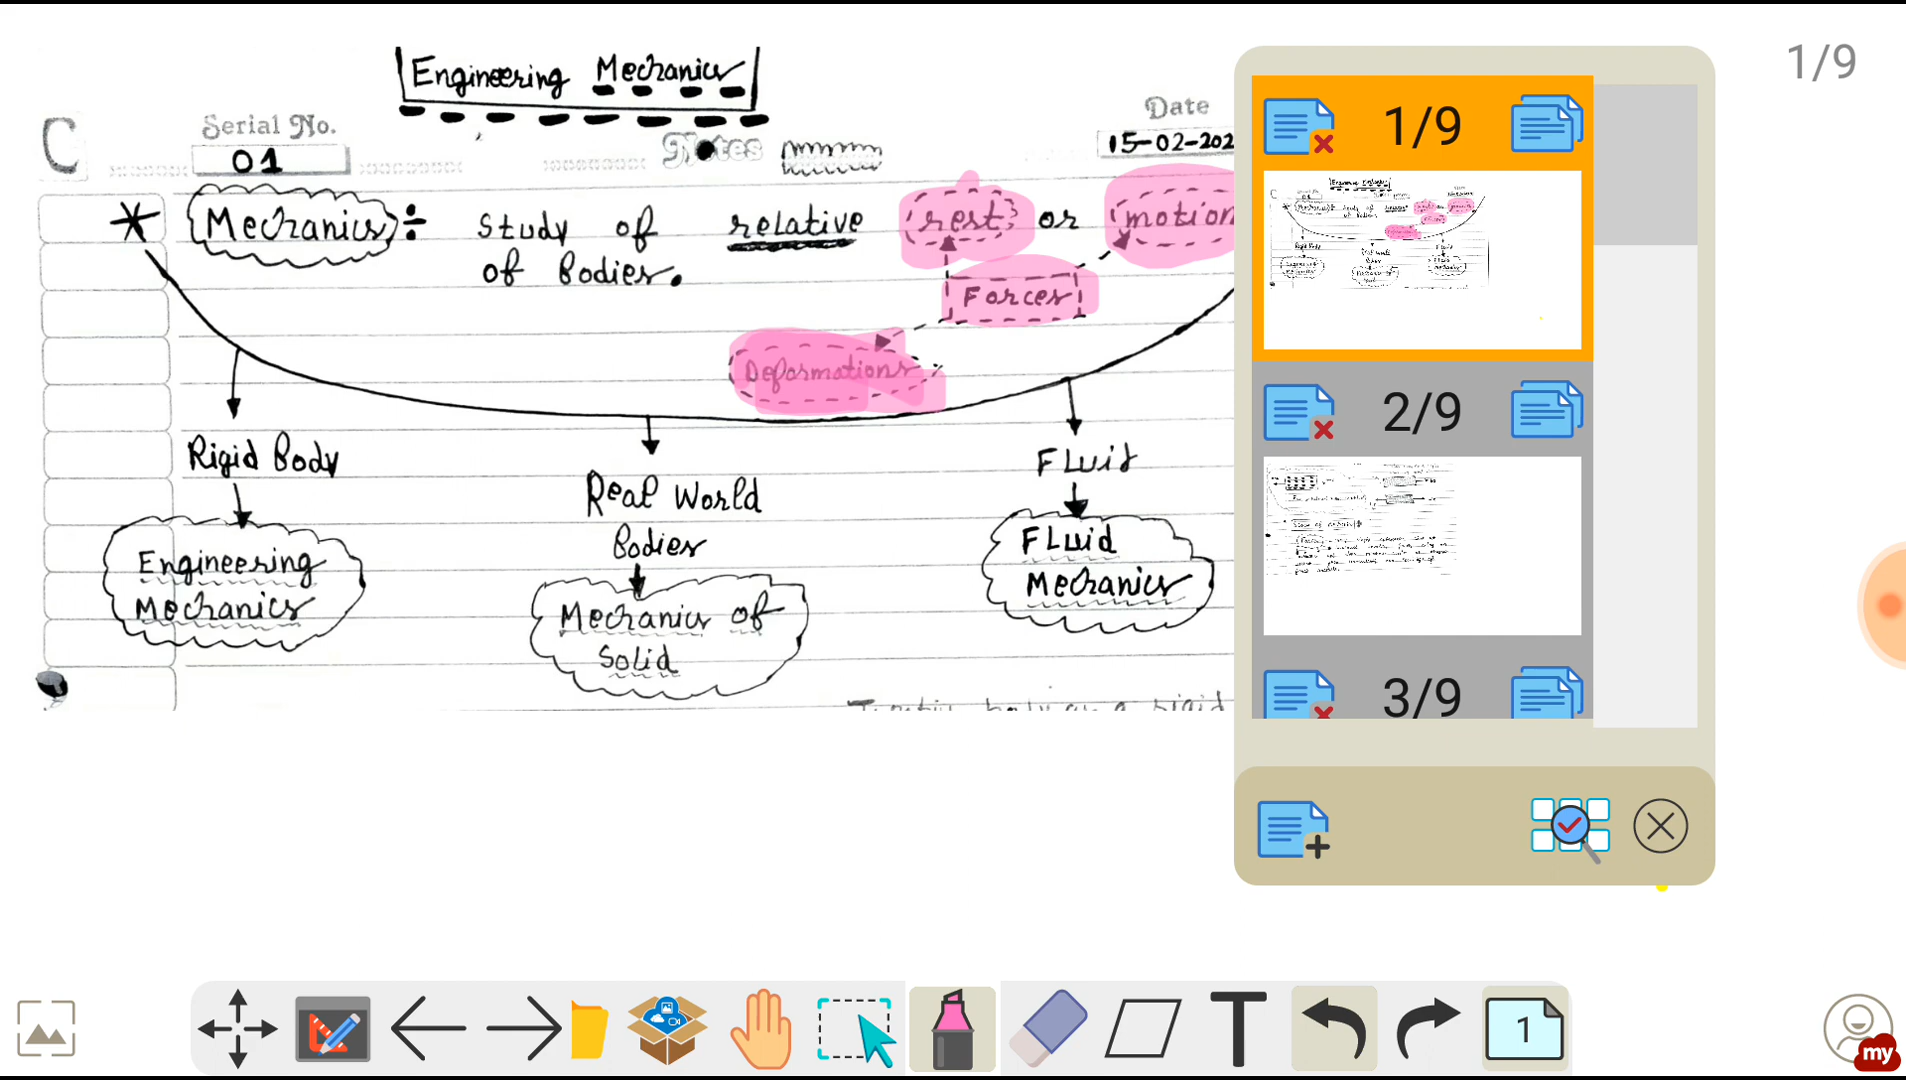 Engineering Mechanics
1/9
C
Serial No.
01
Notes
Date
15-02-202
Mechanics ÷ Study of relative rest or motion
of Bodies.
Forces
Deformations
Rigid Body
Engineering
Mechanics
Real World
Bodies
Mechanics of
Solid
FLuid
FLuid
Mechanics
1/9
2/9
3/9
T
1
my